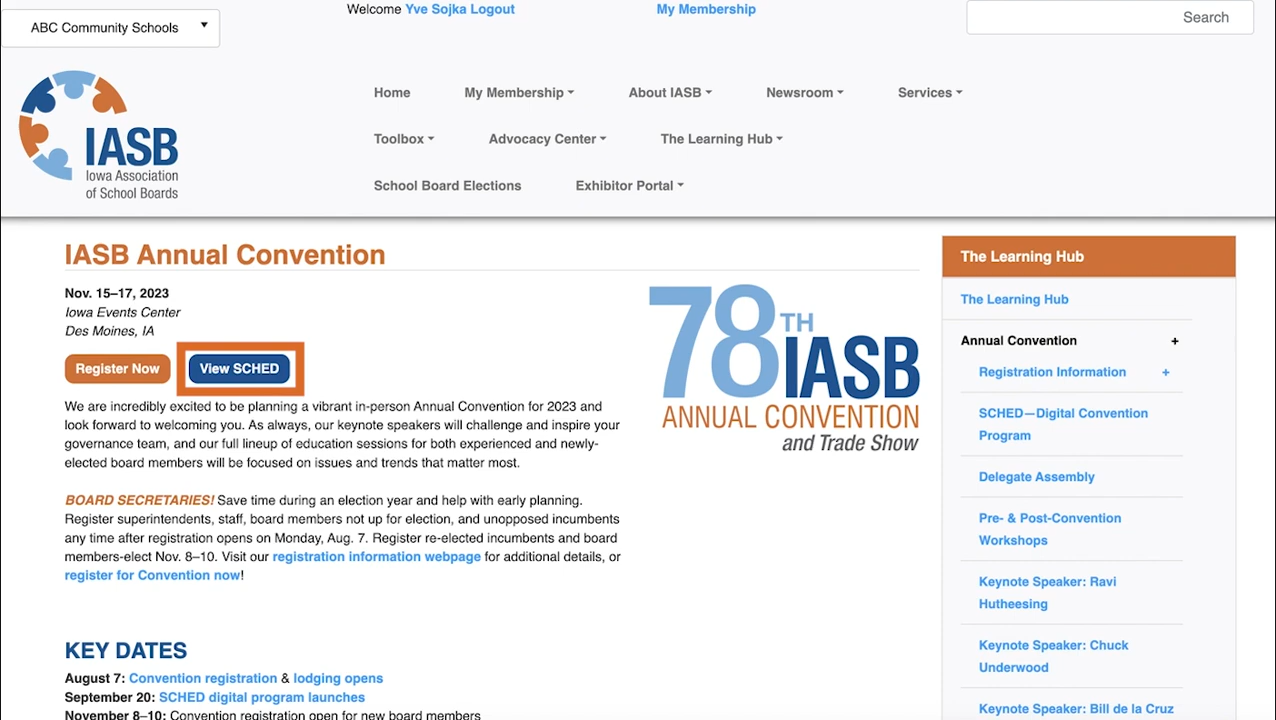 ABC Community Schools
Welcome Yve Sojka Logout
My Membership
Search
IASB
Iowa Association
of School Boards
Home My Membership About IASB Newsroom Services
Toolbox Advocacy Center The Learning Hub
School Board Elections Exhibitor Portal
IASB Annual Convention
Nov. 15–17, 2023
Iowa Events Center
Des Moines, IA
Register Now View SCHED
We are incredibly excited to be planning a vibrant in-person Annual Convention for 2023 and
look forward to welcoming you. As always, our keynote speakers will challenge and inspire your
governance team, and our full lineup of education sessions for both experienced and newly-
elected board members will be focused on issues and trends that matter most.
BOARD SECRETARIES! Save time during an election year and help with early planning.
Register superintendents, staff, board members not up for election, and unopposed incumbents
any time after registration opens on Monday, Aug. 7. Register re-elected incumbents and board
members-elect Nov. 8–10. Visit our registration information webpage for additional details, or
register for Convention now!
78TH IASB
ANNUAL CONVENTION
and Trade Show
KEY DATES
August 7: Convention registration & lodging opens
September 20: SCHED digital program launches
November 8–10: Convention registration open for new board members
The Learning Hub
The Learning Hub
Annual Convention +
Registration Information +
SCHED—Digital Convention
Program
Delegate Assembly
Pre- & Post-Convention
Workshops
Keynote Speaker: Ravi
Hutheesing
Keynote Speaker: Chuck
Underwood
Keynote Speaker: Bill de la Cruz